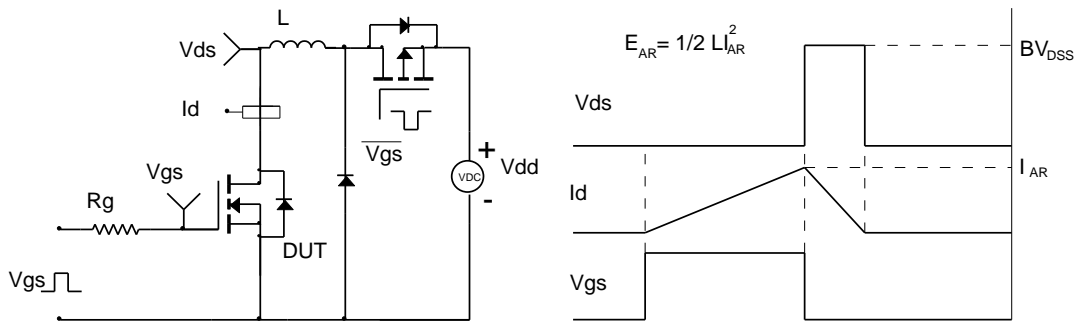 L
Vds
Id
Vgs
Vgs
+
Vdd
VDC
-
Vgs
Rg
DUT
Vgs
E_AR = 1/2 LI_AR^2
BV_DSS
Vds
I_AR
Id
Vgs